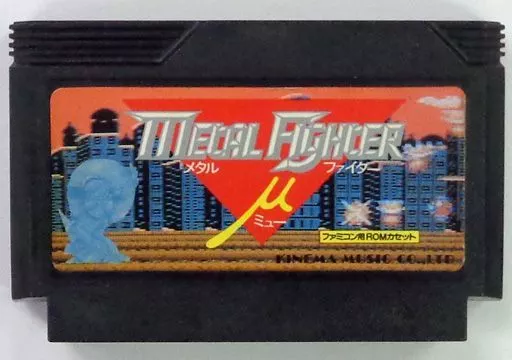 METAL FIGHTER
メタル ファイター
μ
ミュー
ファミコン用ROMカセット
KINEMA MUSIC CO.,LTD